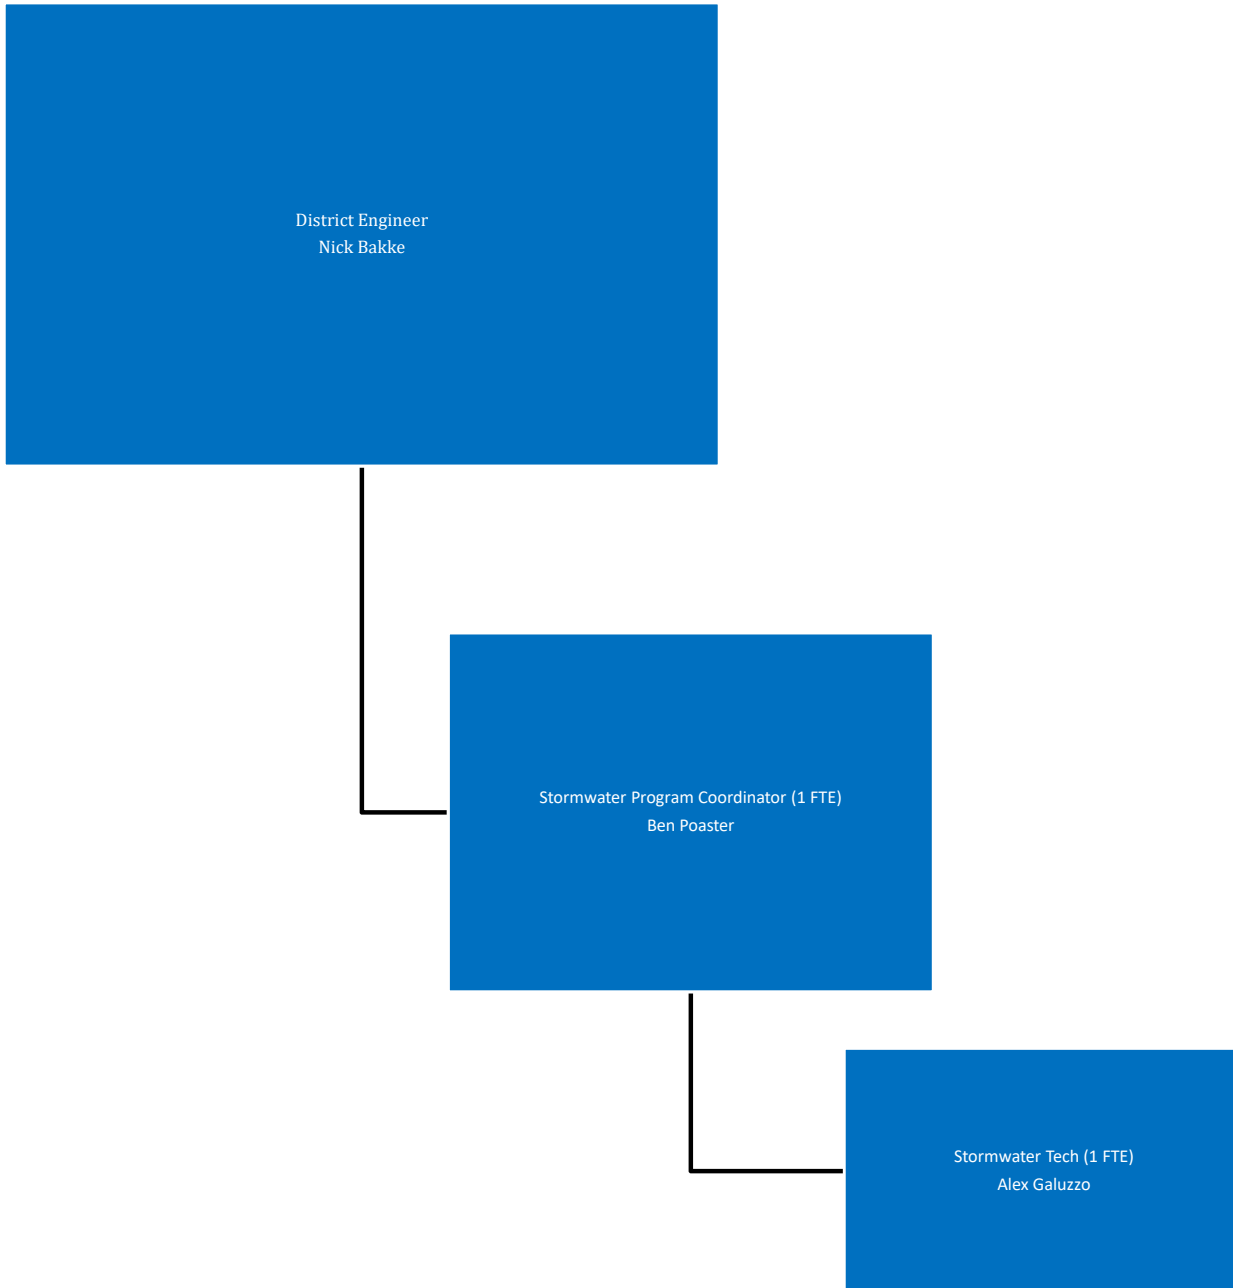 District Engineer
Nick Bakke
Stormwater Program Coordinator (1 FTE)
Ben Poaster
Stormwater Tech (1 FTE)
Alex Galuzzo